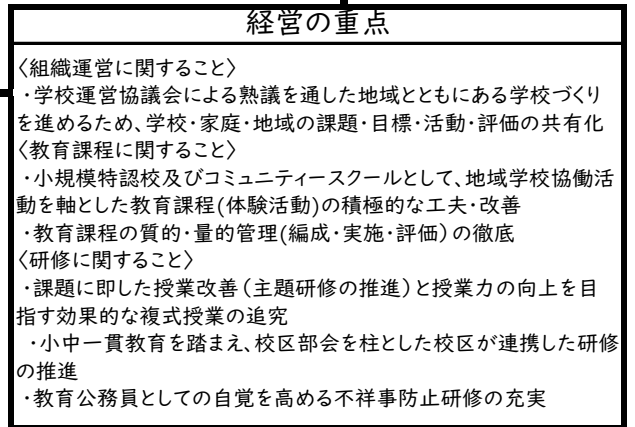 経営の重点
〈組織運営に関すること〉
・学校運営協議会による熟議を通した地域とともにある学校づくり
を進めるため、学校・家庭・地域の課題・目標・活動・評価の共有化
〈教育課程に関すること〉
・小規模特認校及びコミュニティースクールとして、地域学校協働活
動を軸とした教育課程(体験活動)の積極的な工夫・改善
・教育課程の質的・量的管理(編成・実施・評価)の徹底
〈研修に関すること〉
・課題に即した授業改善(主題研修の推進)と授業力の向上を目
指す効果的な複式授業の追究
・小中一貫教育を踏まえ、校区部会を柱とした校区が連携した研修
の推進
・教育公務員としての自覚を高める不祥事防止研修の充実